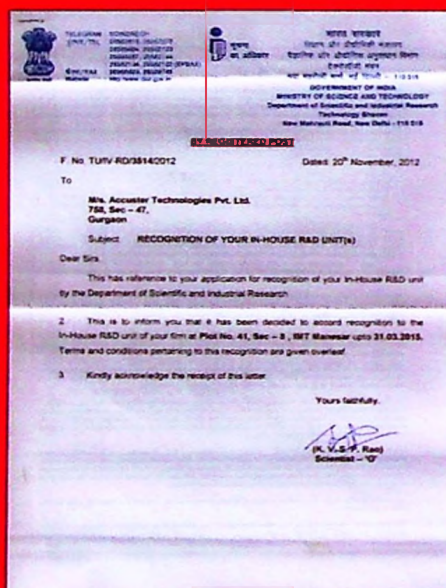 भारत सरकार
सूचना का अधिकार
GOVERNMENT OF INDIA
MINISTRY OF SCIENCE AND TECHNOLOGY
Department of Scientific and Industrial Research
Technology Bhavan
New Mehrauli Road, New Delhi - 110 016
BY REGISTERED POST
F. No. TU/IV-RD/3814/2012
Dated: 20th November, 2012
To
M/s. Accuster Technologies Pvt. Ltd.
758, Sec – 47,
Gurgaon
Subject: RECOGNITION OF YOUR IN-HOUSE R&D UNIT(s)
Dear Sirs
This has reference to your application for recognition of your In-House R&D unit
by the Department of Scientific and Industrial Research
2. This is to inform you that it has been decided to accord recognition to the
In-House R&D unit of your firm at Plot No. 41, Sec – 8 , IMT Manesar upto 31.03.2015.
Terms and conditions pertaining to this recognition are given overleaf.
3. Kindly acknowledge the receipt of this letter.
Yours faithfully,
(K. V. S. P. Rao)
Scientist – 'G'